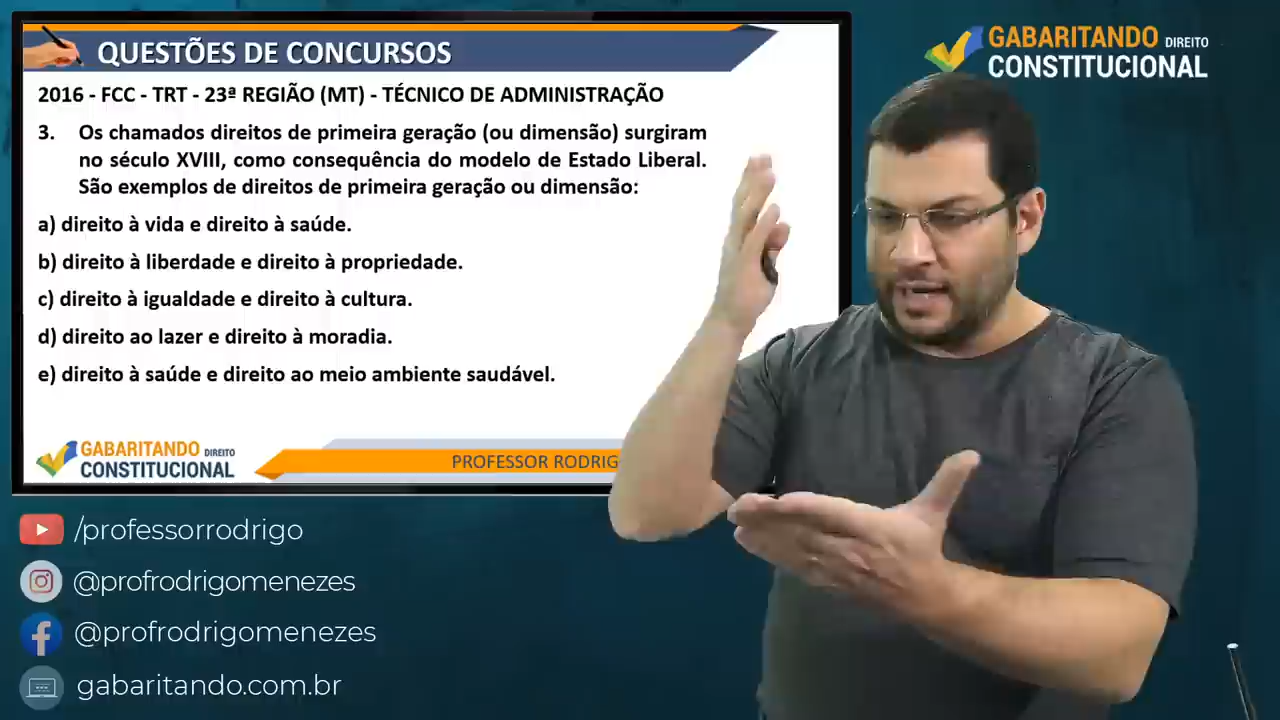 QUESTÕES DE CONCURSOS
GABARITANDO DIREITO
CONSTITUCIONAL
2016 - FCC - TRT - 23ª REGIÃO (MT) - TÉCNICO DE ADMINISTRAÇÃO
3. Os chamados direitos de primeira geração (ou dimensão) surgiram
no século XVIII, como consequência do modelo de Estado Liberal.
São exemplos de direitos de primeira geração ou dimensão:
a) direito à vida e direito à saúde.
b) direito à liberdade e direito à propriedade.
c) direito à igualdade e direito à cultura.
d) direito ao lazer e direito à moradia.
e) direito à saúde e direito ao meio ambiente saudável.
GABARITANDO DIREITO
CONSTITUCIONAL
PROFESSOR RODRIG
/professorrodrigo
@profrodrigomenezes
@profrodrigomenezes
gabaritando.com.br